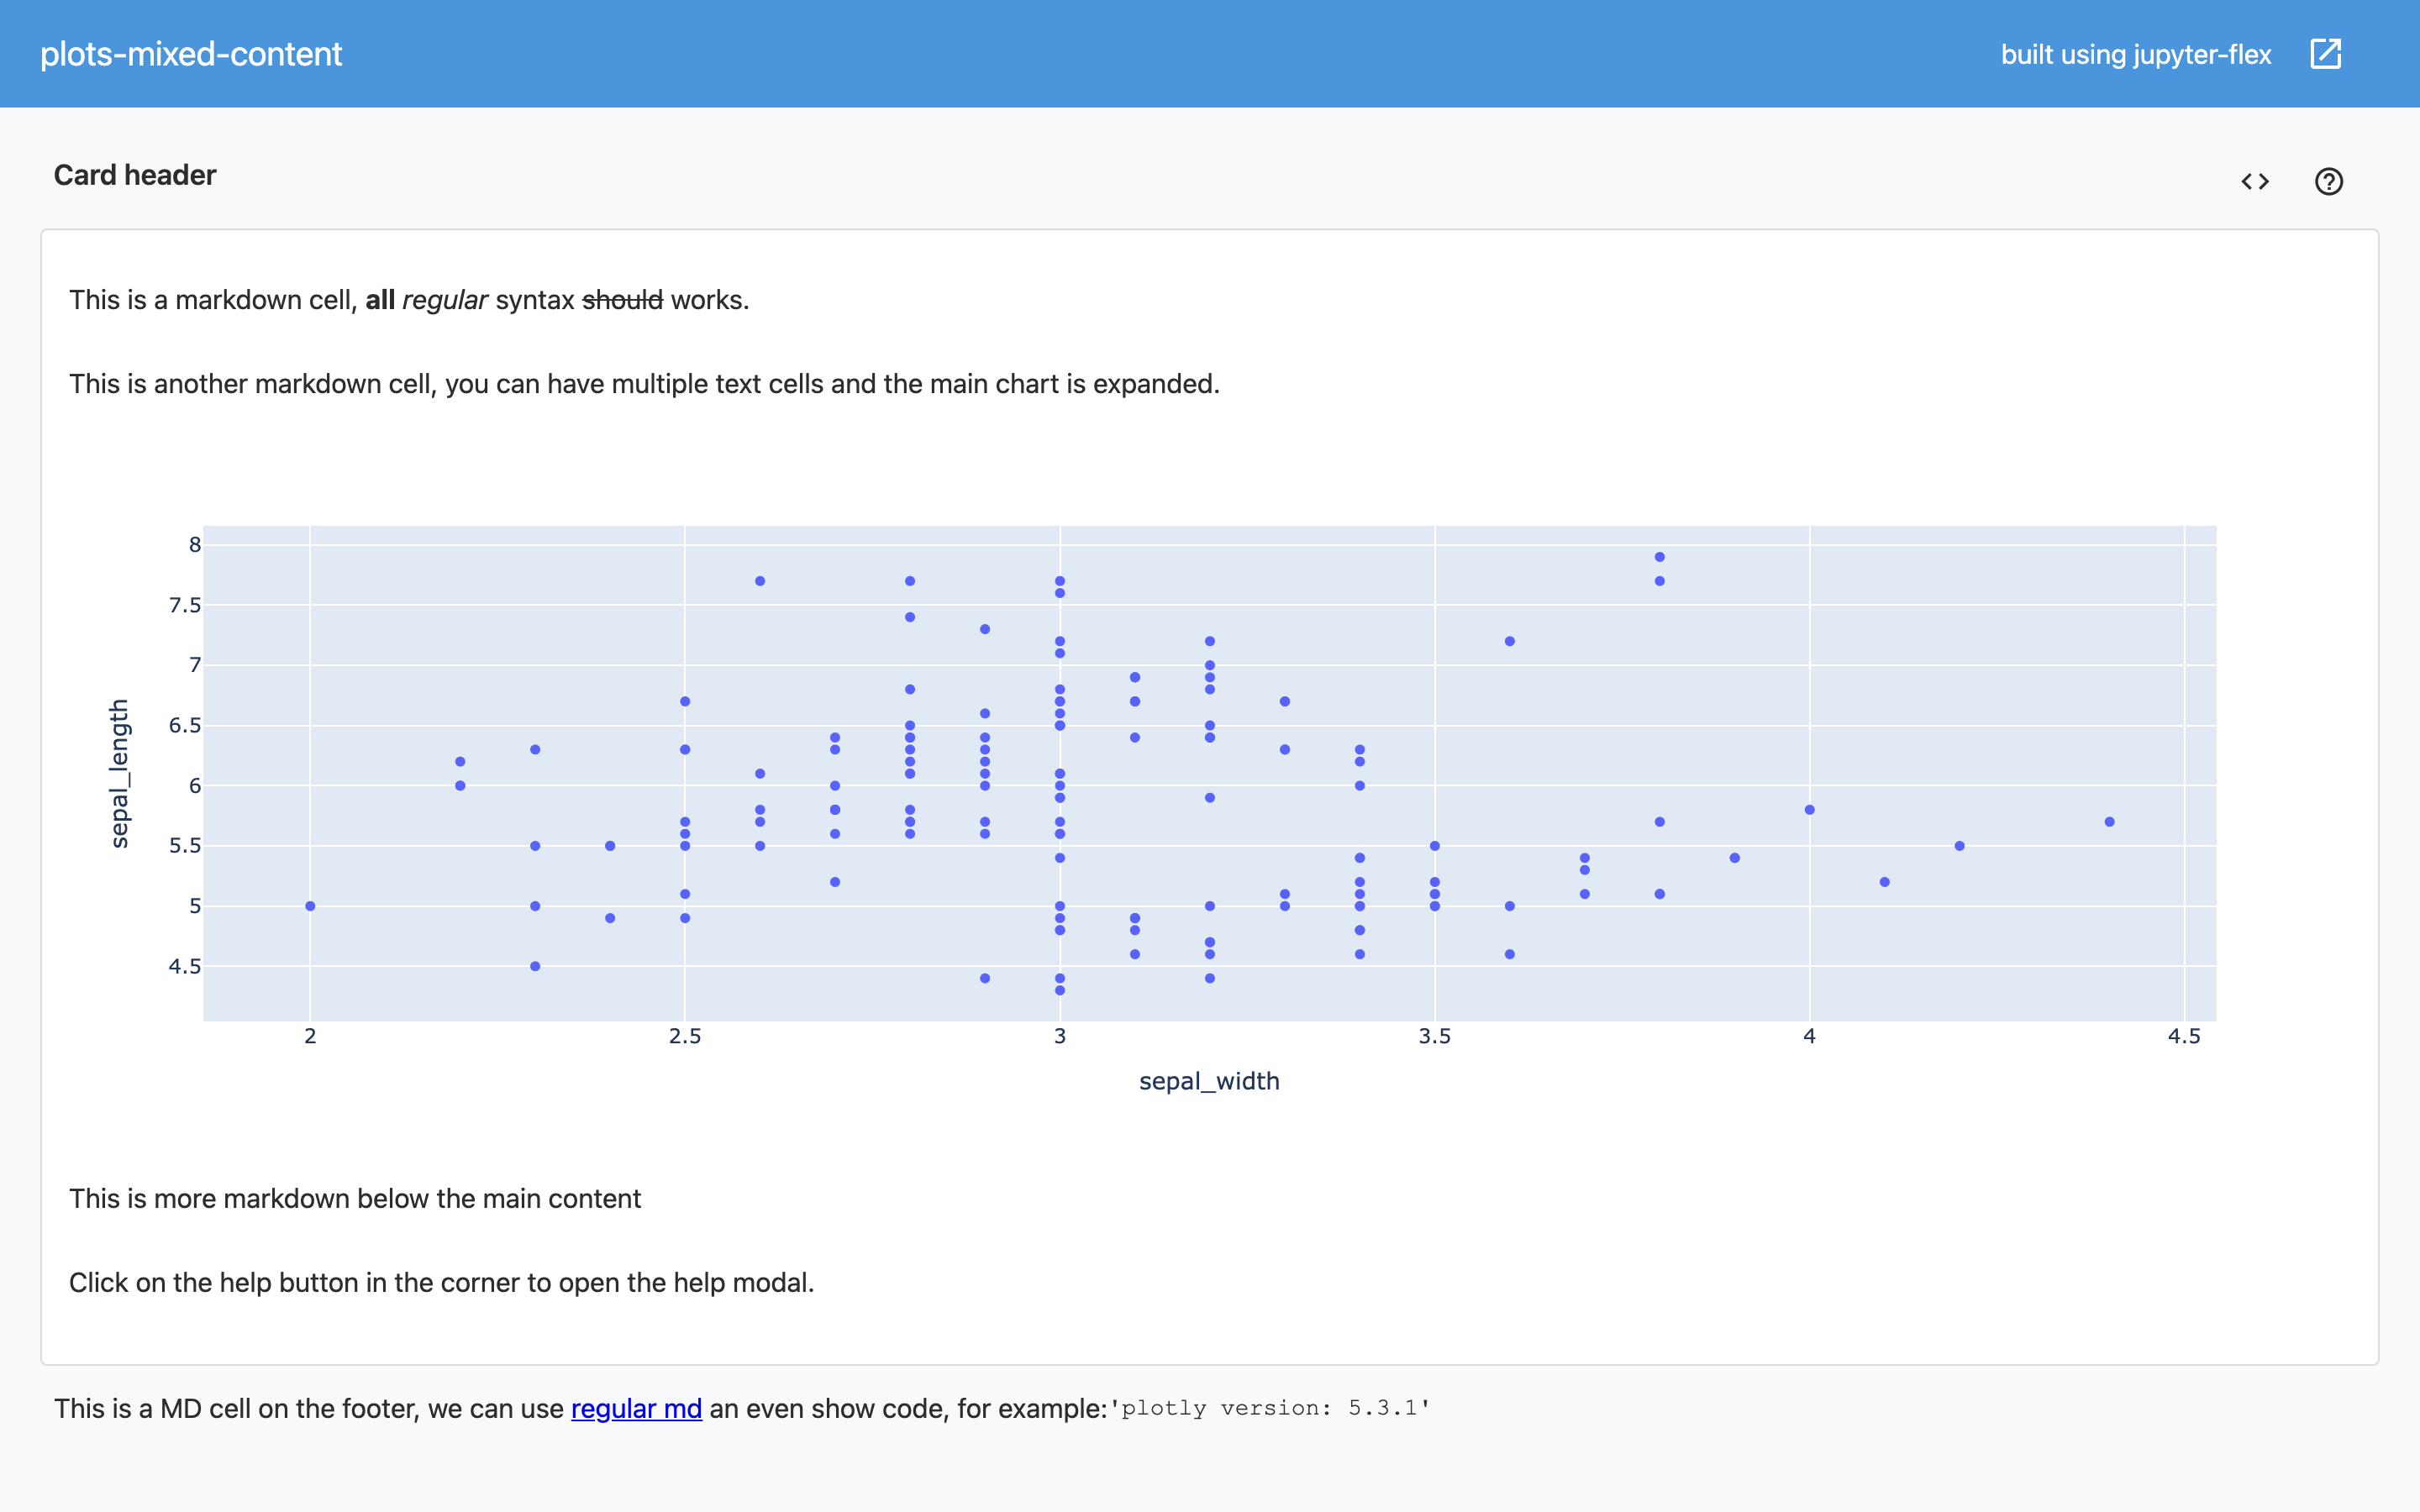 plots-mixed-content
built using jupyter-flex
Card header
This is a markdown cell, all regular syntax should works.
This is another markdown cell, you can have multiple text cells and the main chart is expanded.
8
7.5
7
6.5
6
5.5
5
4.5
sepal_length
2 2.5 3 3.5 4 4.5
sepal_width
This is more markdown below the main content
Click on the help button in the corner to open the help modal.
This is a MD cell on the footer, we can use regular md an even show code, for example:'plotly version: 5.3.1'